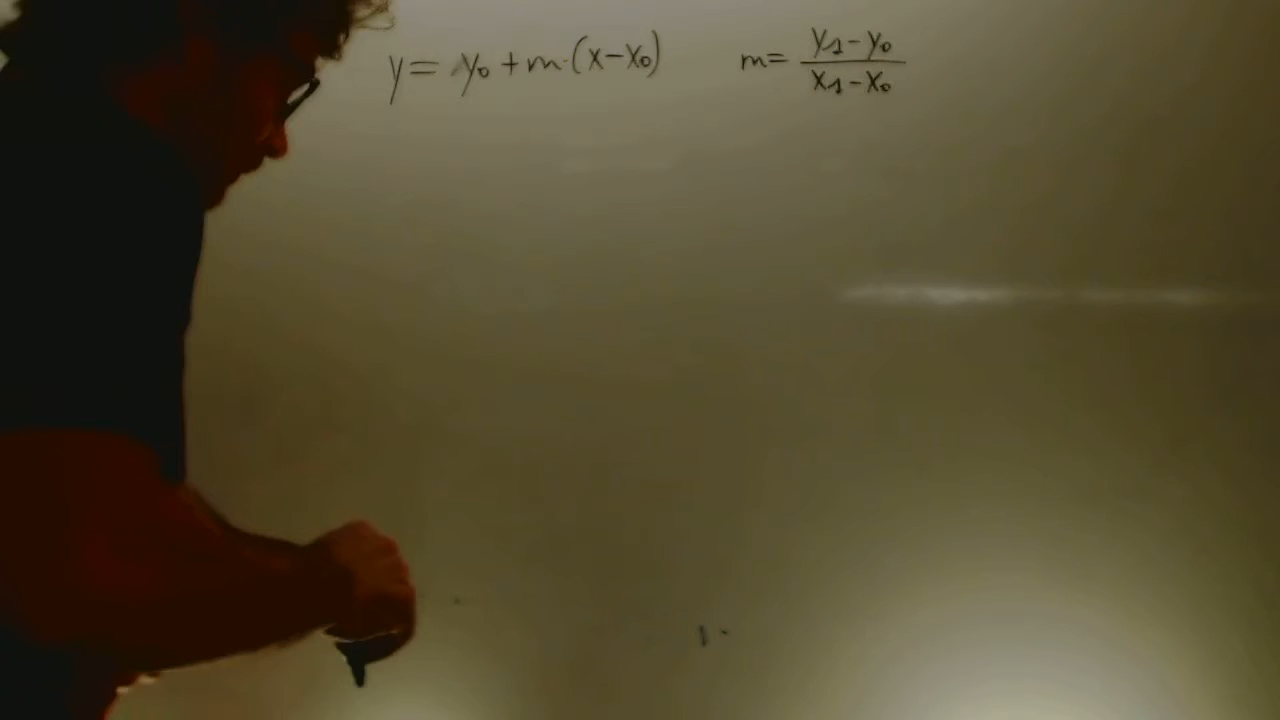 y = y₀ + m·(x−x₀)    m = (y₁−y₀)/(x₁−x₀)